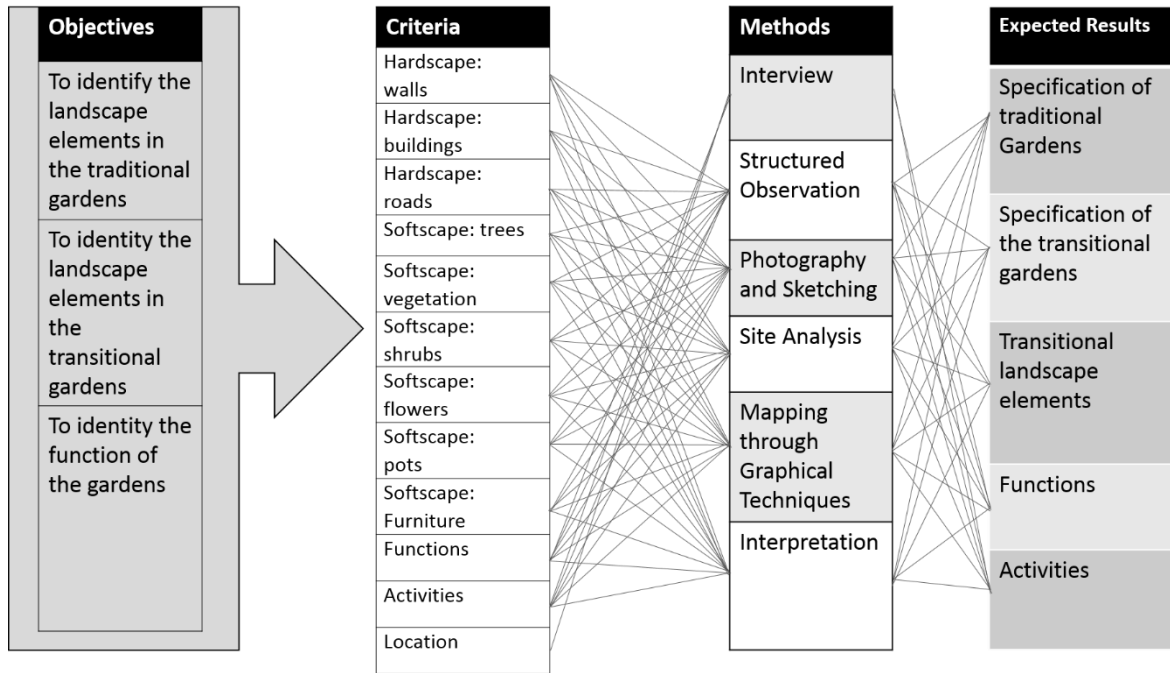 Objectives
To identify the
landscape
elements in
the traditional
gardens
To identity the
landscape
elements in
the
transitional
gardens
To identity the
function of
the gardens
Criteria
Hardscape:
walls
Hardscape:
buildings
Hardscape:
roads
Softscape: trees
Softscape:
vegetation
Softscape:
shrubs
Softscape:
flowers
Softscape:
pots
Softscape:
Furniture
Functions
Activities
Location
Methods
Interview
Structured
Observation
Photography
and Sketching
Site Analysis
Mapping
through
Graphical
Techniques
Interpretation
Expected Results
Specification of
traditional
Gardens
Specification of
the transitional
gardens
Transitional
landscape
elements
Functions
Activities